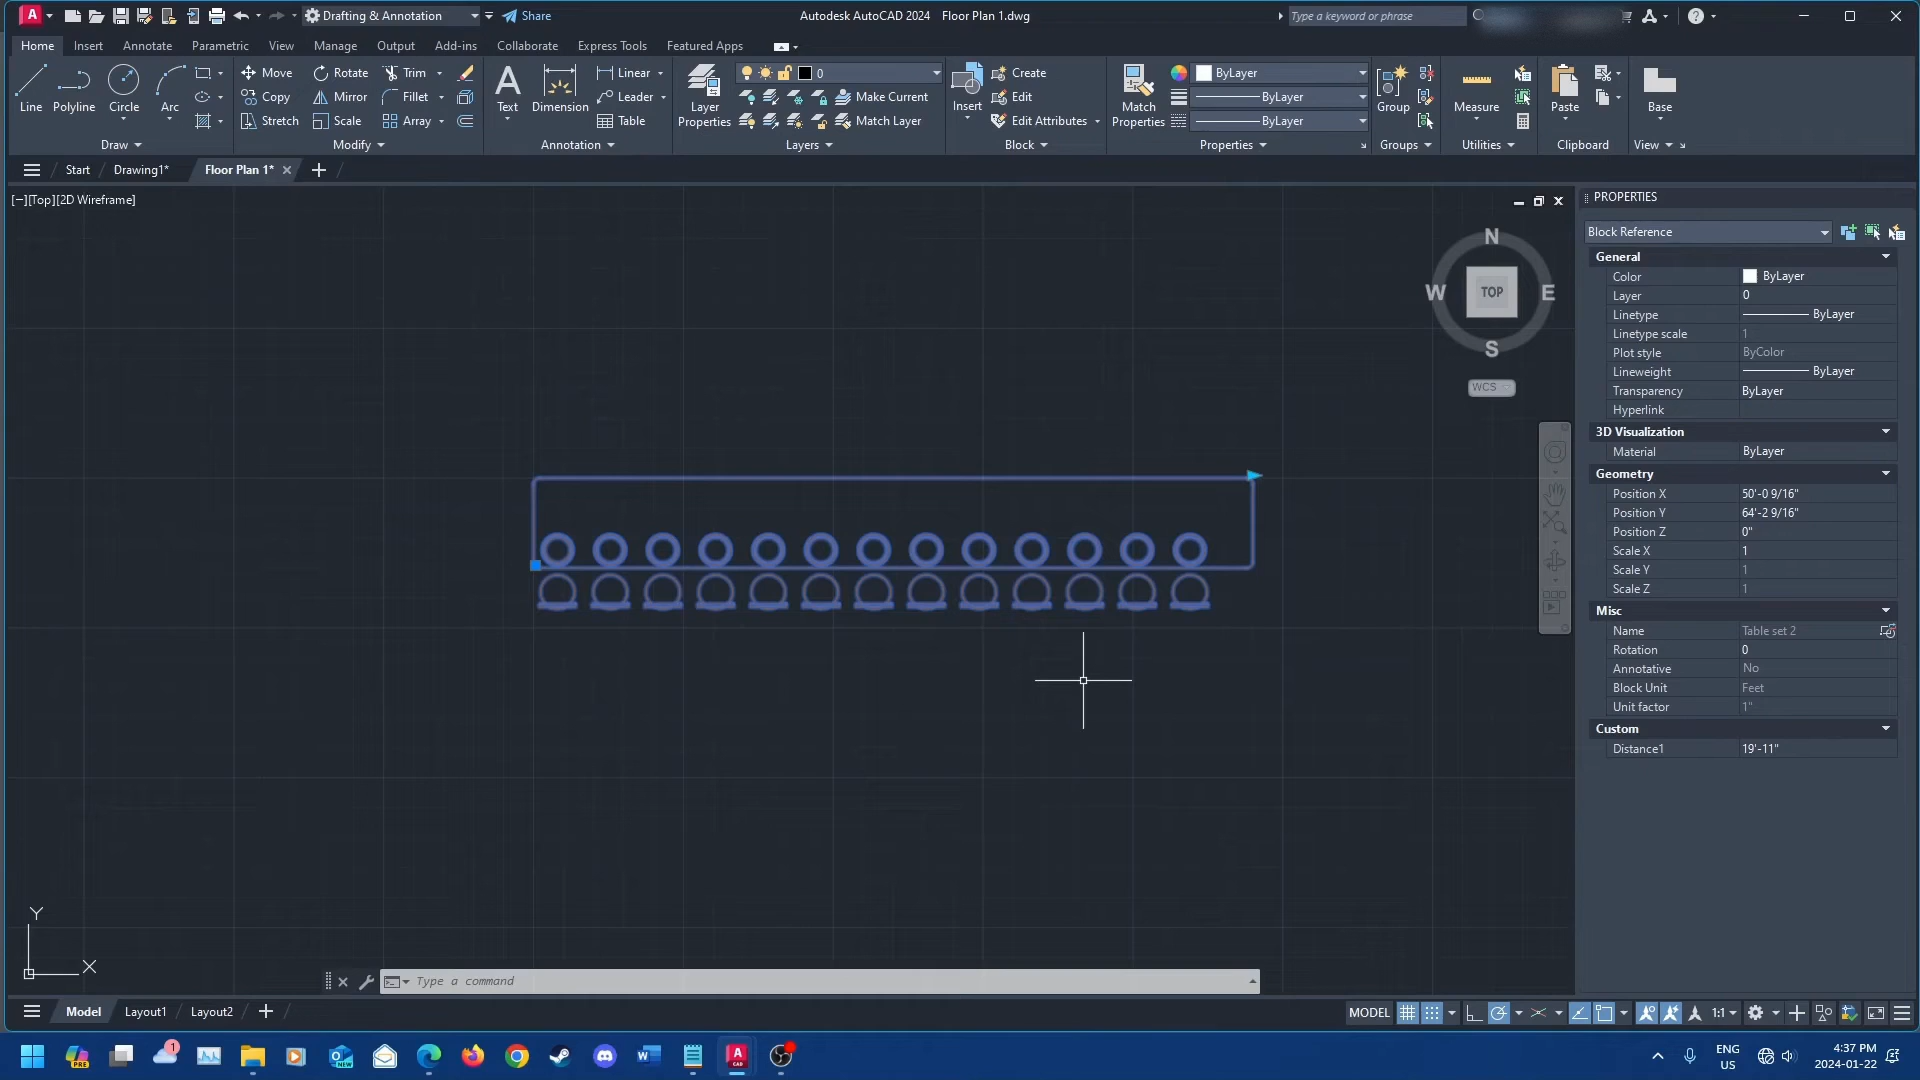 Drafting & Annotation
Share
Autodesk AutoCAD 2024 Floor Plan 1.dwg
Type a keyword or phrase
Home Insert Annotate Parametric View Manage Output Add-ins Collaborate Express Tools Featured Apps
Line Polyline Circle Arc
Move Rotate Trim
Copy Mirror Fillet
Stretch Scale Array
Text Dimension
Linear
Leader
Table
Layer Properties
0
Make Current
Match Layer
Insert
Create
Edit
Edit Attributes
Match Properties
ByLayer
ByLayer
ByLayer
Group
Measure
Paste
Base
Draw Modify Annotation Layers Block Properties Groups Utilities Clipboard View
Start Drawing1* Floor Plan 1*
[−][Top][2D Wireframe]
N
W TOP E
S
WCS
PROPERTIES
Block Reference
General
Color ByLayer
Layer 0
Linetype ByLayer
Linetype scale 1
Plot style ByColor
Lineweight ByLayer
Transparency ByLayer
Hyperlink
3D Visualization
Material ByLayer
Geometry
Position X 50'-0 9/16"
Position Y 64'-2 9/16"
Position Z 0"
Scale X 1
Scale Y 1
Scale Z 1
Misc
Name Table set 2
Rotation 0
Annotative No
Block Unit Feet
Unit factor 1"
Custom
Distance1 19'-11"
Y
X
Type a command
Model Layout1 Layout2
MODEL
1:1
1
PRE
NEW
A
CAD
ENG
US
4:37 PM
2024-01-22